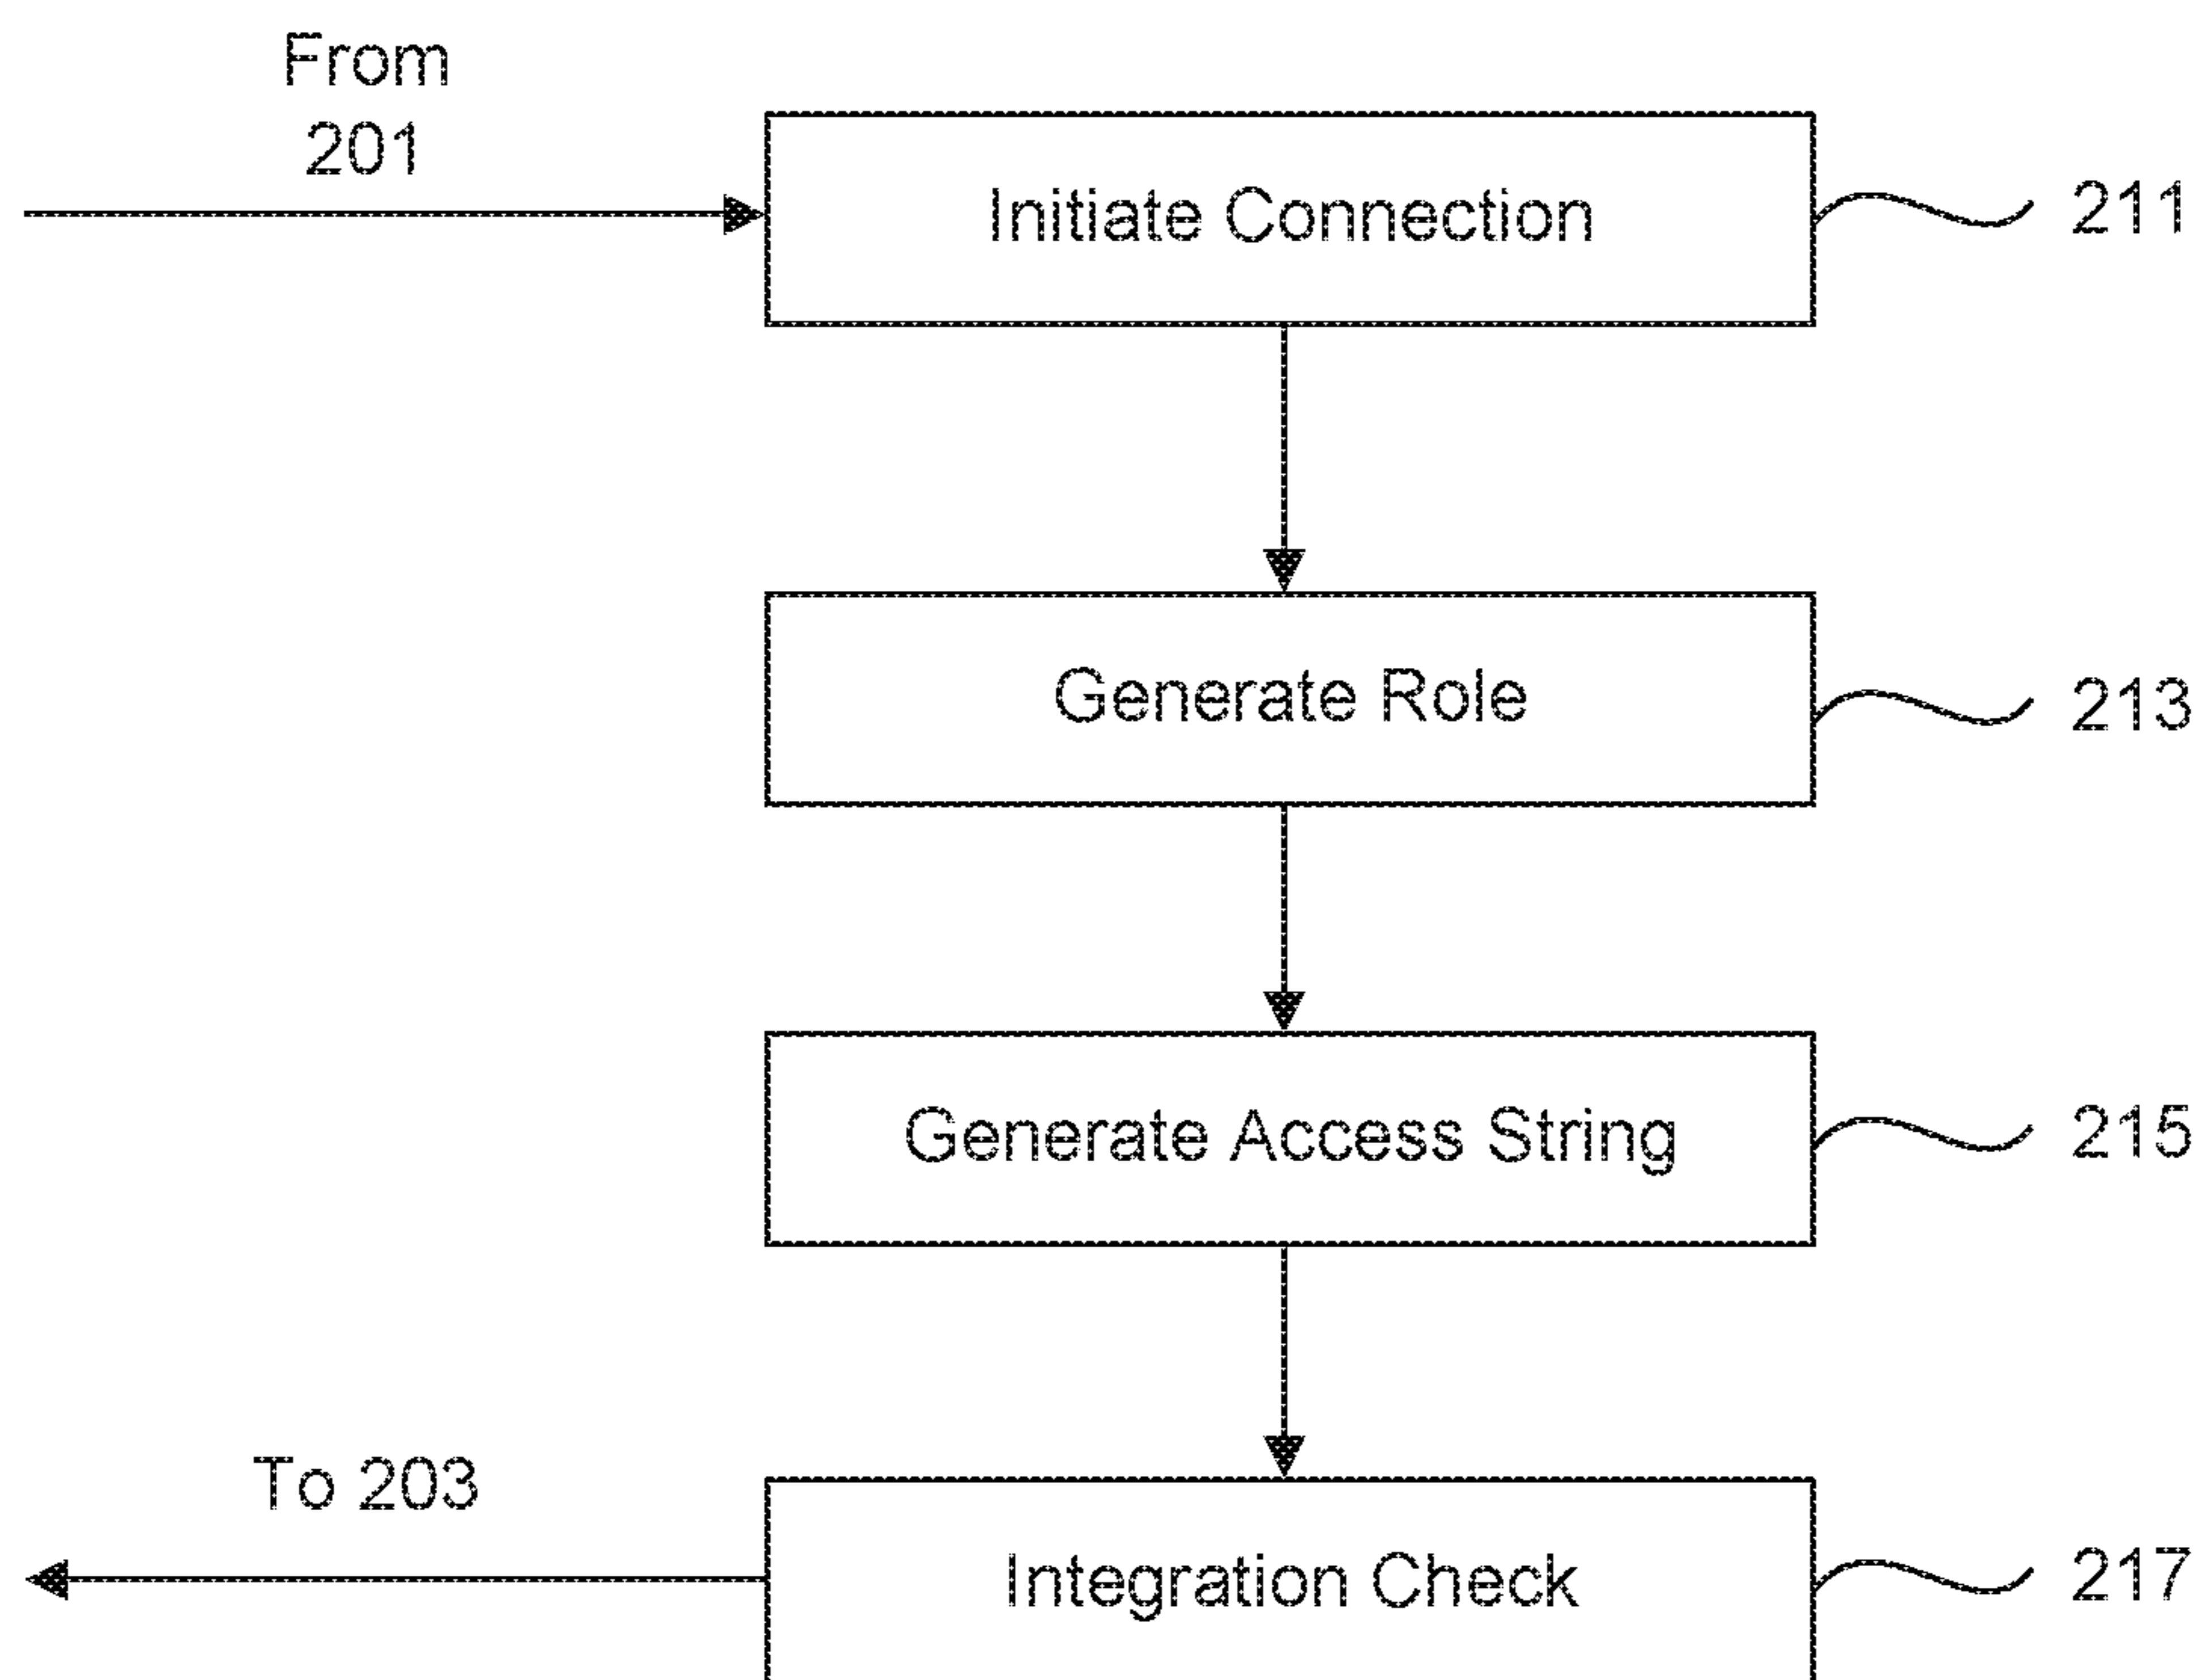 From
201
Initiate Connection
211
Generate Role
213
Generate Access String
215
To 203
Integration Check
217